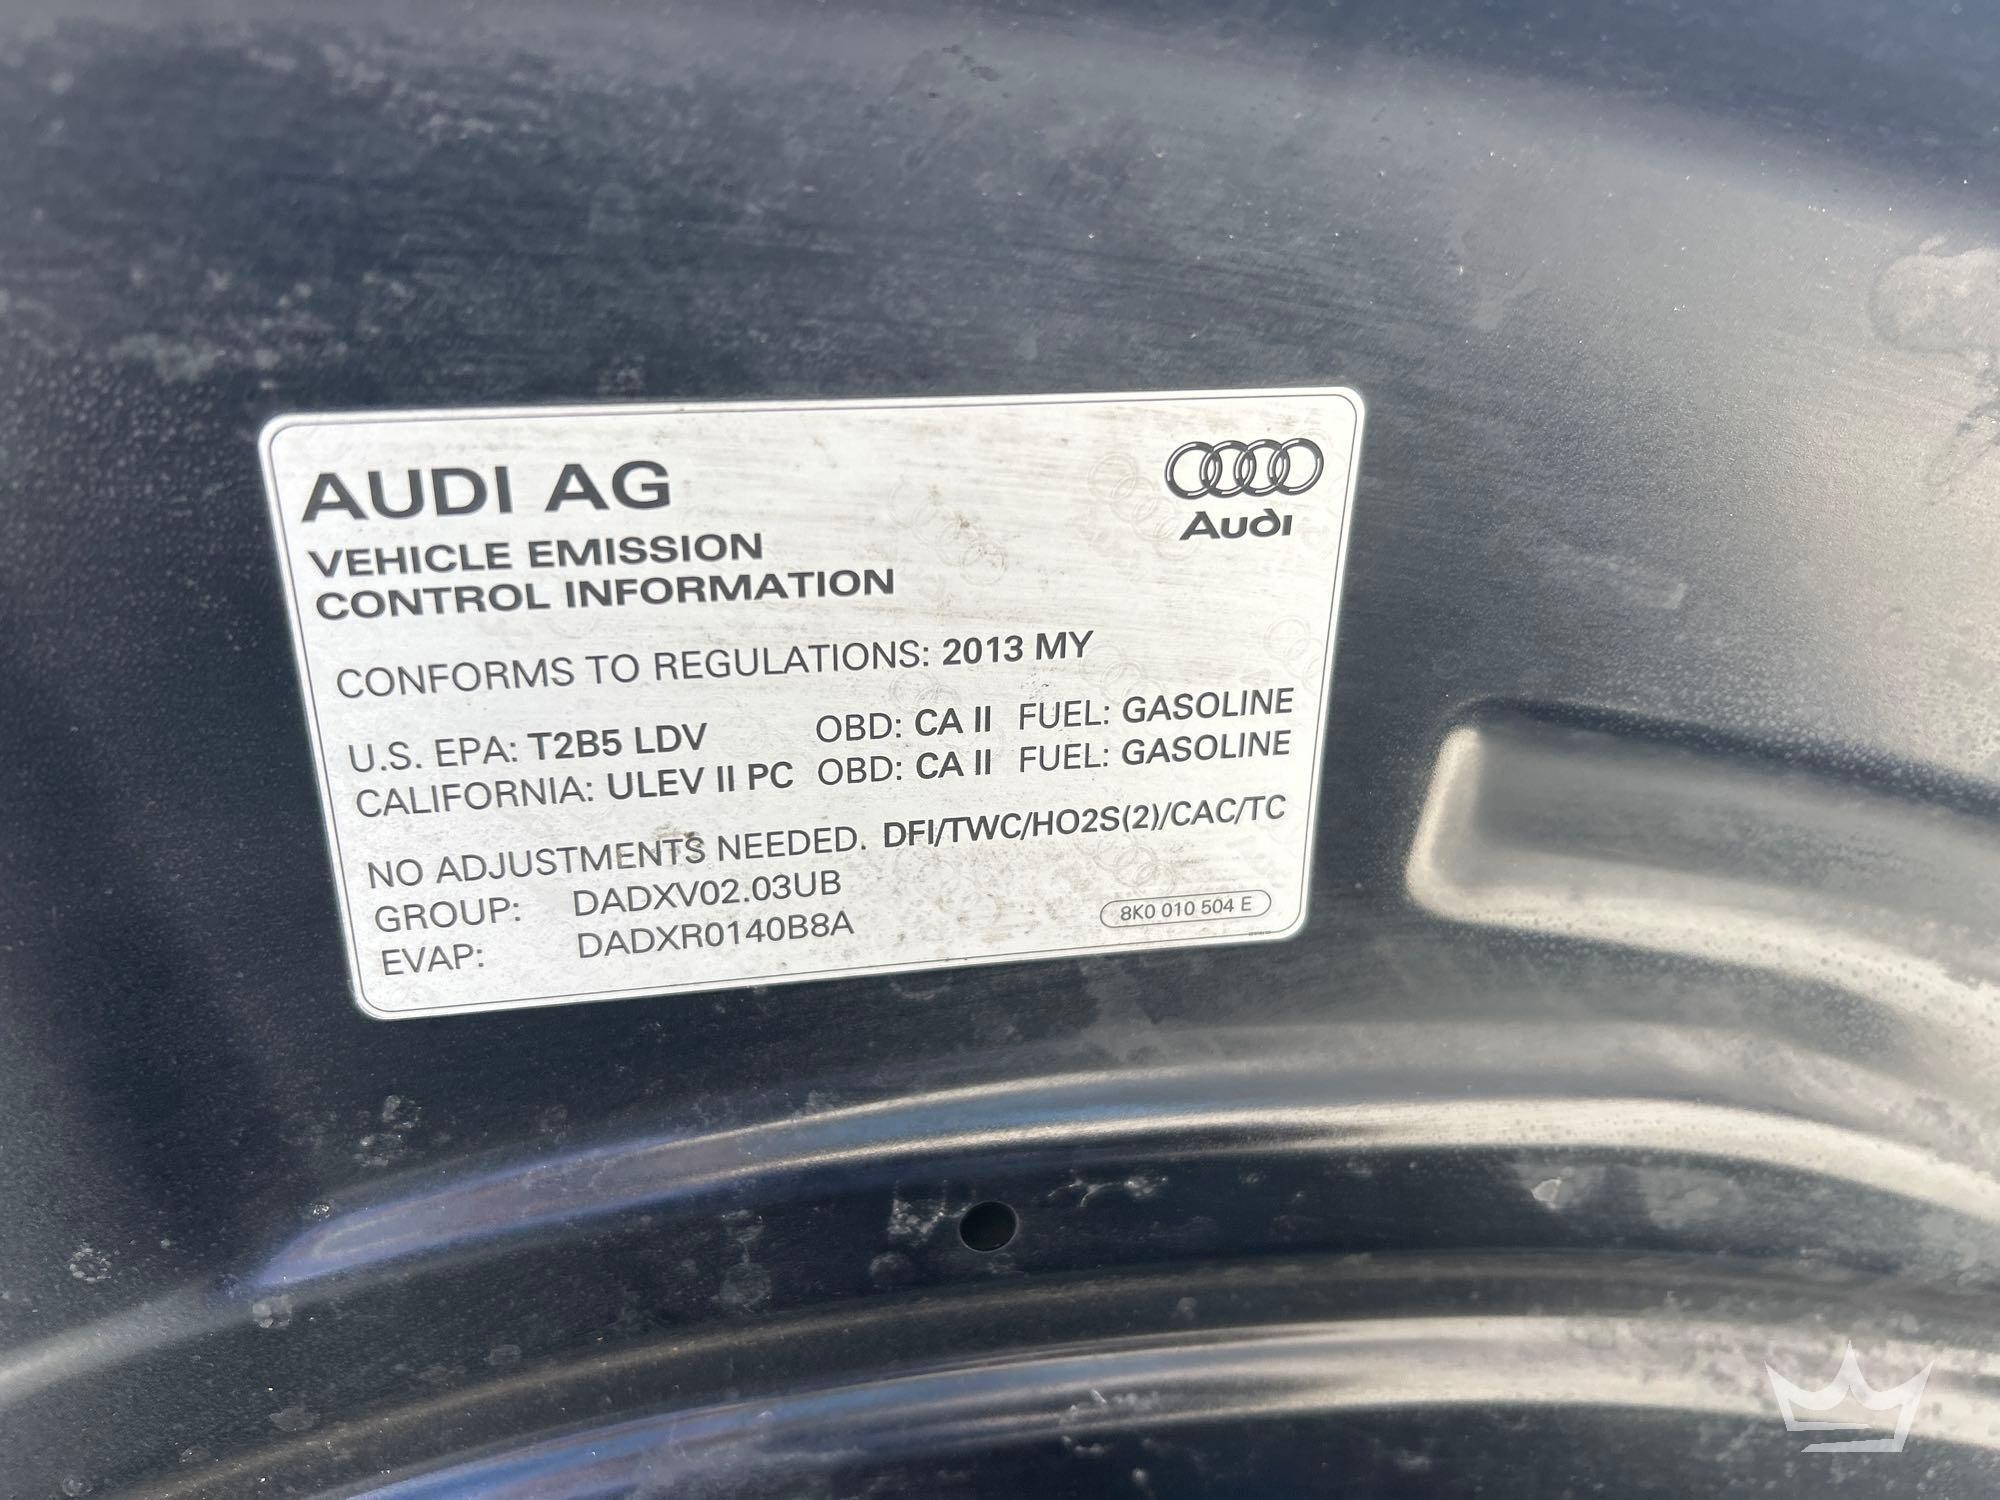 AUDI AG
Audi
VEHICLE EMISSION
CONTROL INFORMATION
CONFORMS TO REGULATIONS: 2013 MY
U.S. EPA: T2B5 LDV OBD: CA II FUEL: GASOLINE
CALIFORNIA: ULEV II PC OBD: CA II FUEL: GASOLINE
NO ADJUSTMENTS NEEDED. DFI/TWC/HO2S(2)/CAC/TC
GROUP: DADXV02.03UB
EVAP: DADXR0140B8A
8K0 010 504 E